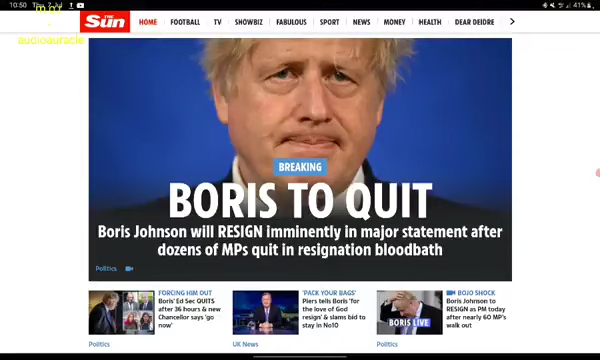 10:50 Thu, 7 Jul
41%
audioauracle
THE Sun
HOME FOOTBALL TV SHOWBIZ FABULOUS SPORT NEWS MONEY HEALTH DEAR DEIDRE
BREAKING
BORIS TO QUIT
Boris Johnson will RESIGN imminently in major statement after
dozens of MPs quit in resignation bloodbath
Politics
FORCING HIM OUT
Boris' Ed Sec QUITS
after 36 hours & new
Chancellor says 'go
now'
Politics
'PACK YOUR BAGS'
Piers tells Boris 'for
the love of God
resign' & slams bid to
stay in No10
UK News
BOJO SHOCK
Boris Johnson to
RESIGN as PM today
after nearly 60 MP's
walk out
BORIS LIVE
Politics